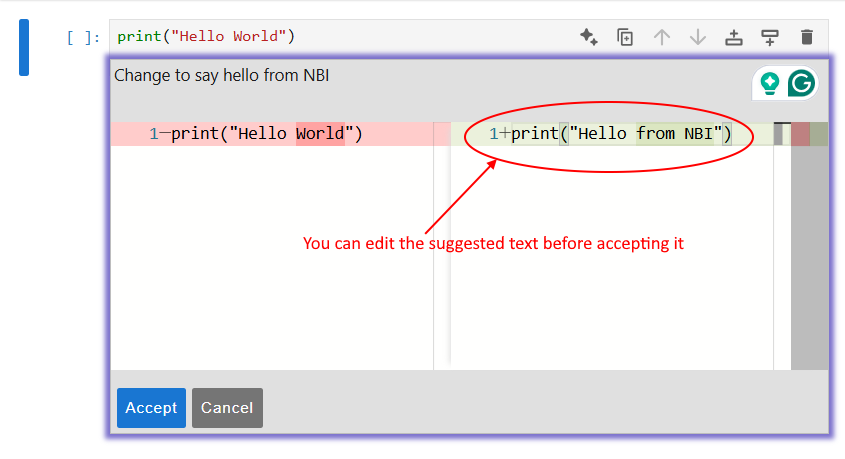 [ ]: print("Hello World")
Change to say hello from NBI
1-print("Hello World") 1+print("Hello from NBI")
You can edit the suggested text before accepting it
Accept Cancel